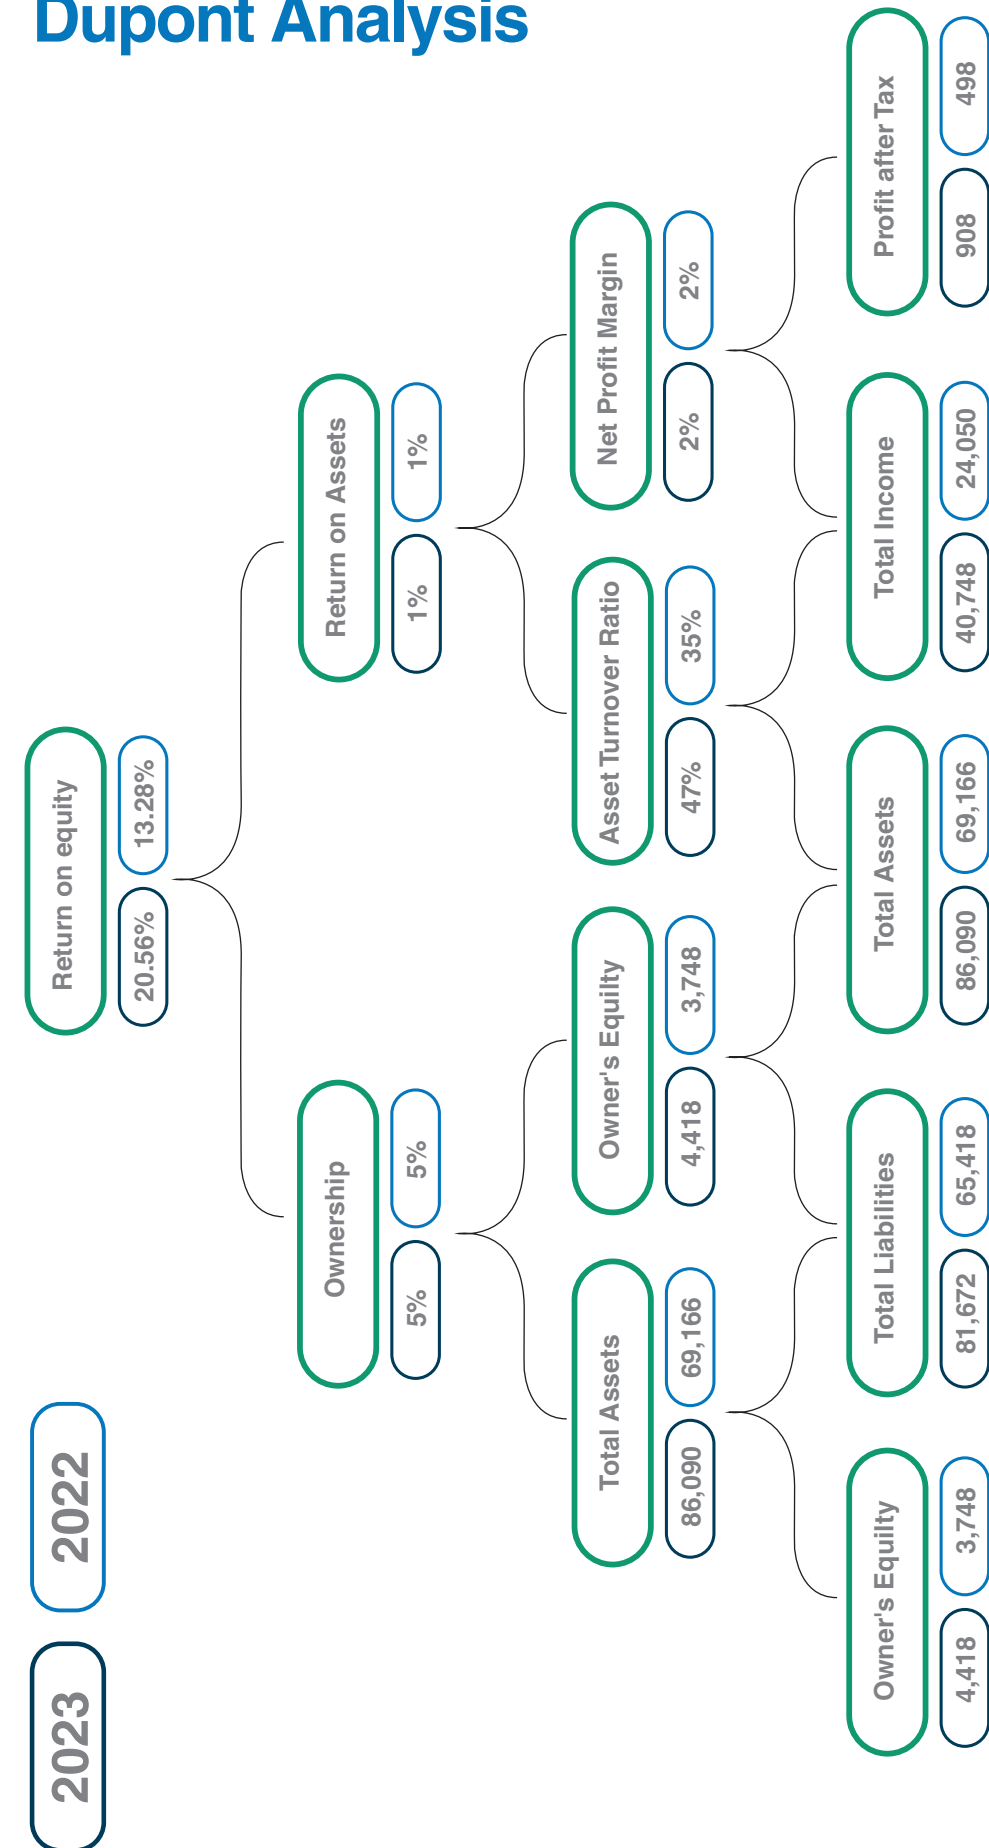 Dupont Analysis
2023
2022
Return on equity
20.56%
13.28%
Ownership
5%
5%
Return on Assets
1%
1%
Total Assets
86,090
69,166
Owner's Equilty
4,418
3,748
Asset Turnover Ratio
47%
35%
Net Profit Margin
2%
2%
Owner's Equilty
4,418
3,748
Total Liabilities
81,672
65,418
Total Assets
86,090
69,166
Total Income
40,748
24,050
Profit after Tax
908
498